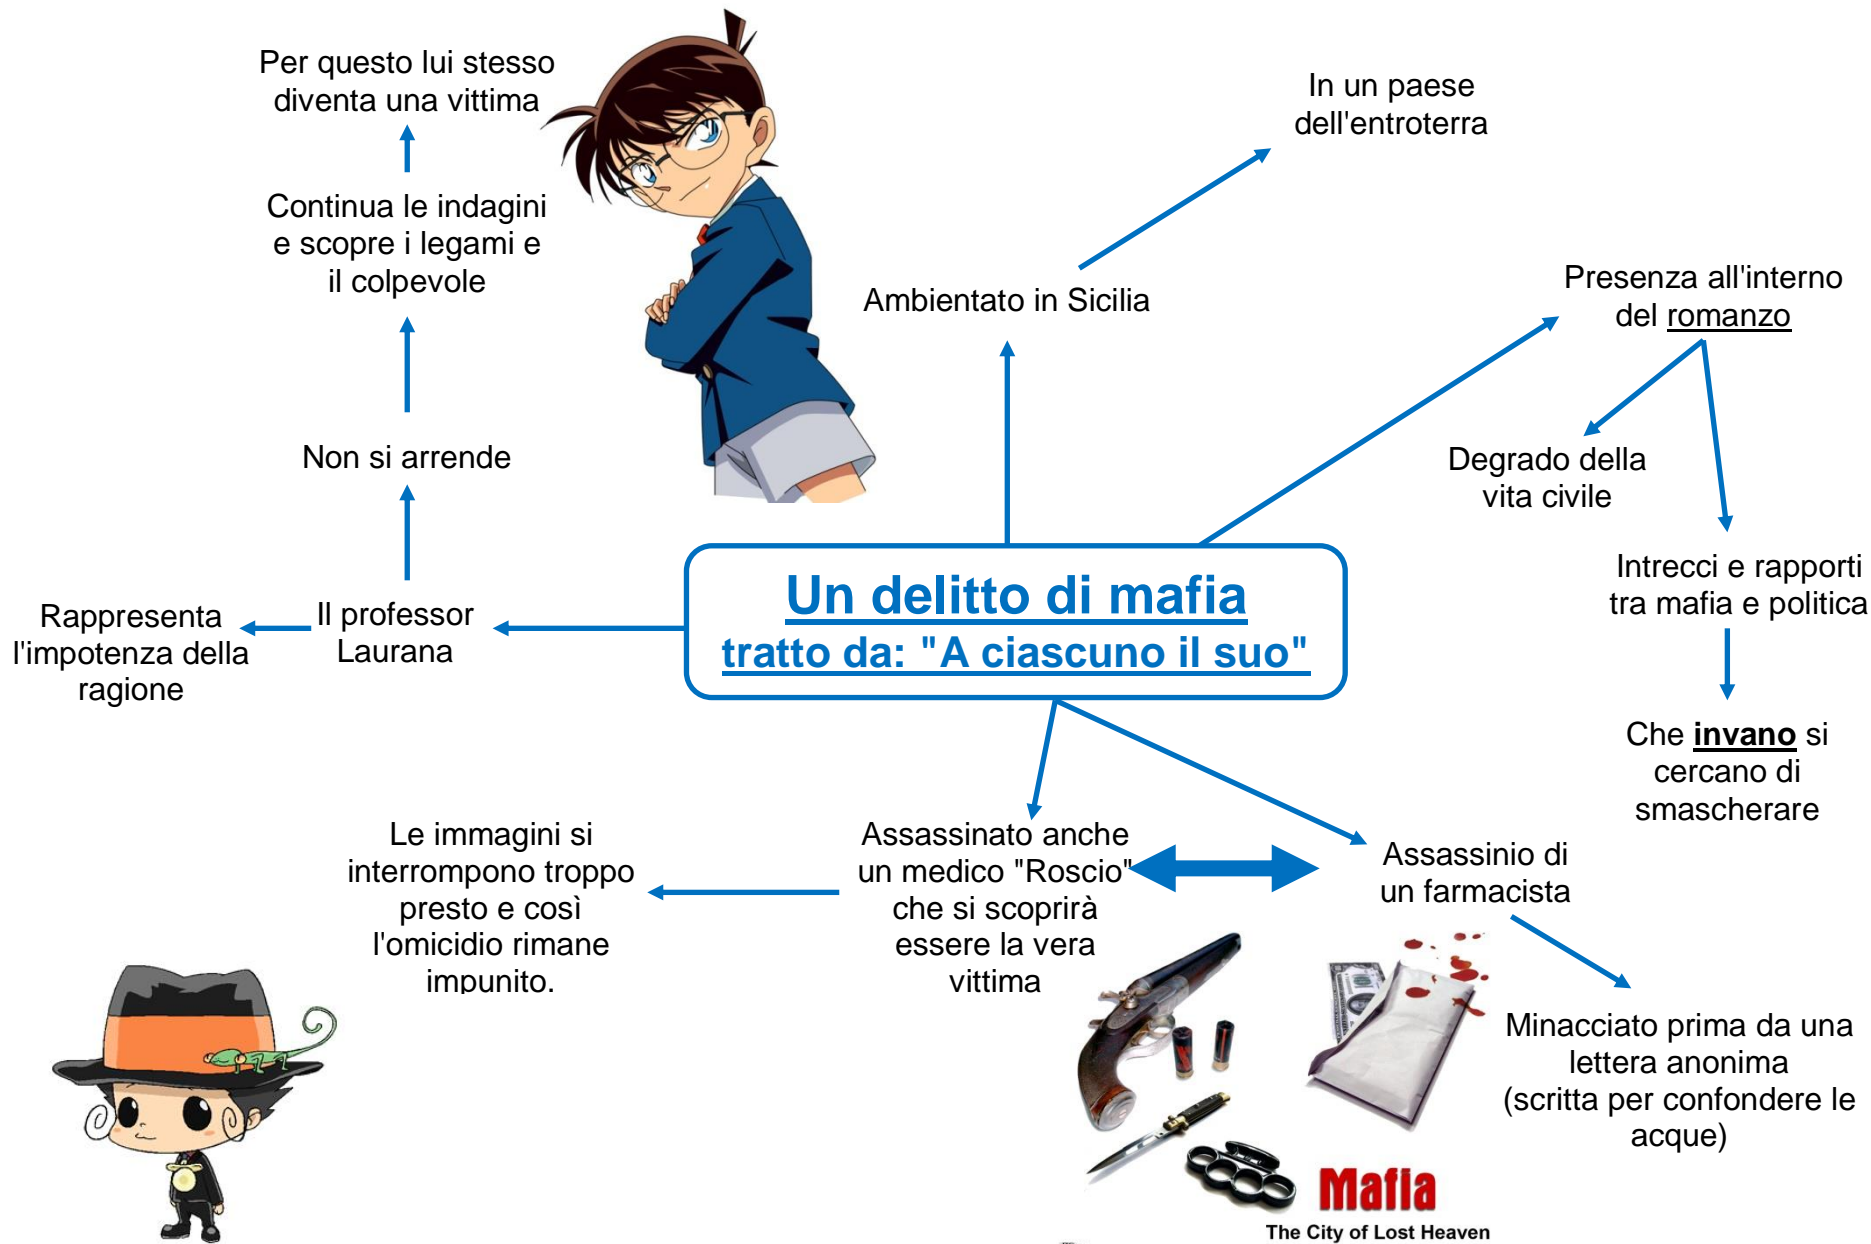 Per questo lui stesso
diventa una vittima
Continua le indagini
e scopre i legami e
il colpevole
Non si arrende
Rappresenta
l'impotenza della
ragione
Il professor
Laurana
Ambientato in Sicilia
In un paese
dell'entroterra
Presenza all'interno
del romanzo
Degrado della
vita civile
Intrecci e rapporti
tra mafia e politica
Che invano si
cercano di
smascherare
Un delitto di mafia
tratto da: "A ciascuno il suo"
Le immagini si
interrompono troppo
presto e così
l'omicidio rimane
impunito.
Assassinato anche
un medico "Roscio"
che si scoprirà
essere la vera
vittima
Assassinio di
un farmacista
Minacciato prima da una
lettera anonima
(scritta per confondere le
acque)
Mafia
The City of Lost Heaven